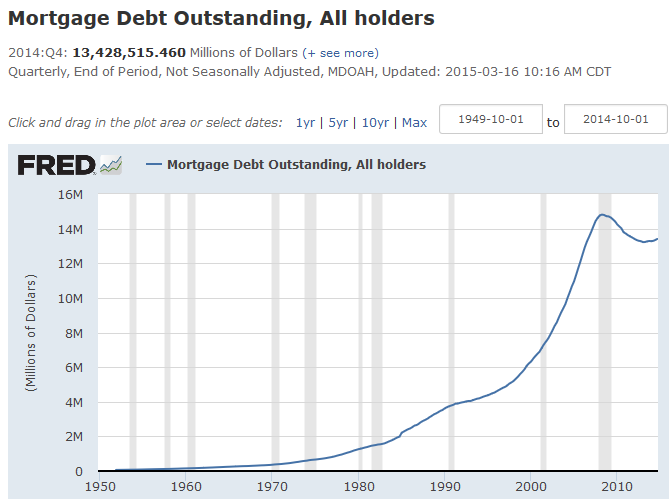 Mortgage Debt Outstanding, All holders
2014:Q4: 13,428,515.460 Millions of Dollars (+ see more)
Quarterly, End of Period, Not Seasonally Adjusted, MDOAH, Updated: 2015-03-16 10:16 AM CDT
Click and drag in the plot area or select dates: 1yr | 5yr | 10yr | Max 1949-10-01 to 2014-10-01
FRED Mortgage Debt Outstanding, All holders
16M
14M
12M
10M
8M
6M
4M
2M
0
(Millions of Dollars)
1950 1960 1970 1980 1990 2000 2010